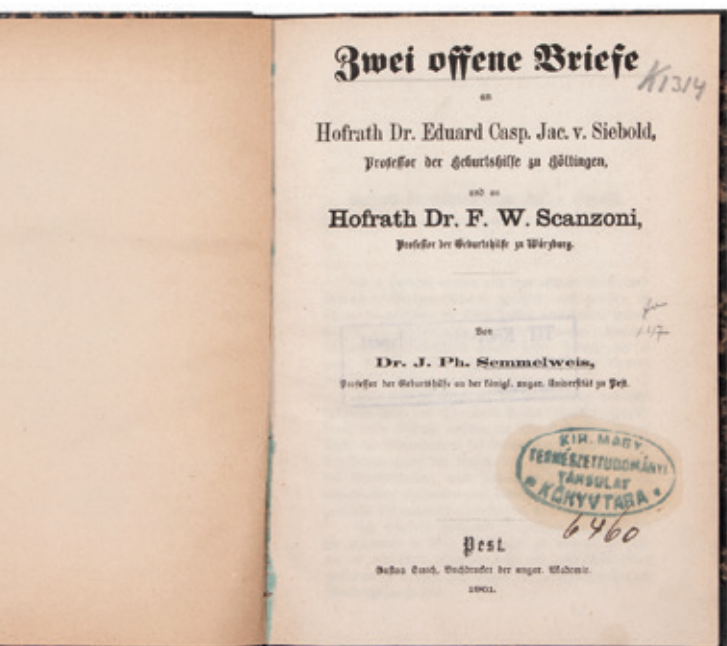 Zwei offene Briefe
K1314
an
Hofrath Dr. Eduard Casp. Jac. v. Siebold,
Professor der Geburtshilfe zu Göttingen,
und an
Hofrath Dr. F. W. Scanzoni,
Professor der Geburtshülfe zu Würzburg.
Von
Dr. J. Ph. Semmelweis,
Professor der Geburtshülfe an der königl. ungar. Universität zu Pest.
KIR. MAGY.
TERMÉSZETTUDOMÁNYI
TÁRSULAT
KÖNYVTÁRA
6460
Pest.
Gustav Emich, Buchdrucker der ungar. Akademie.
1861.